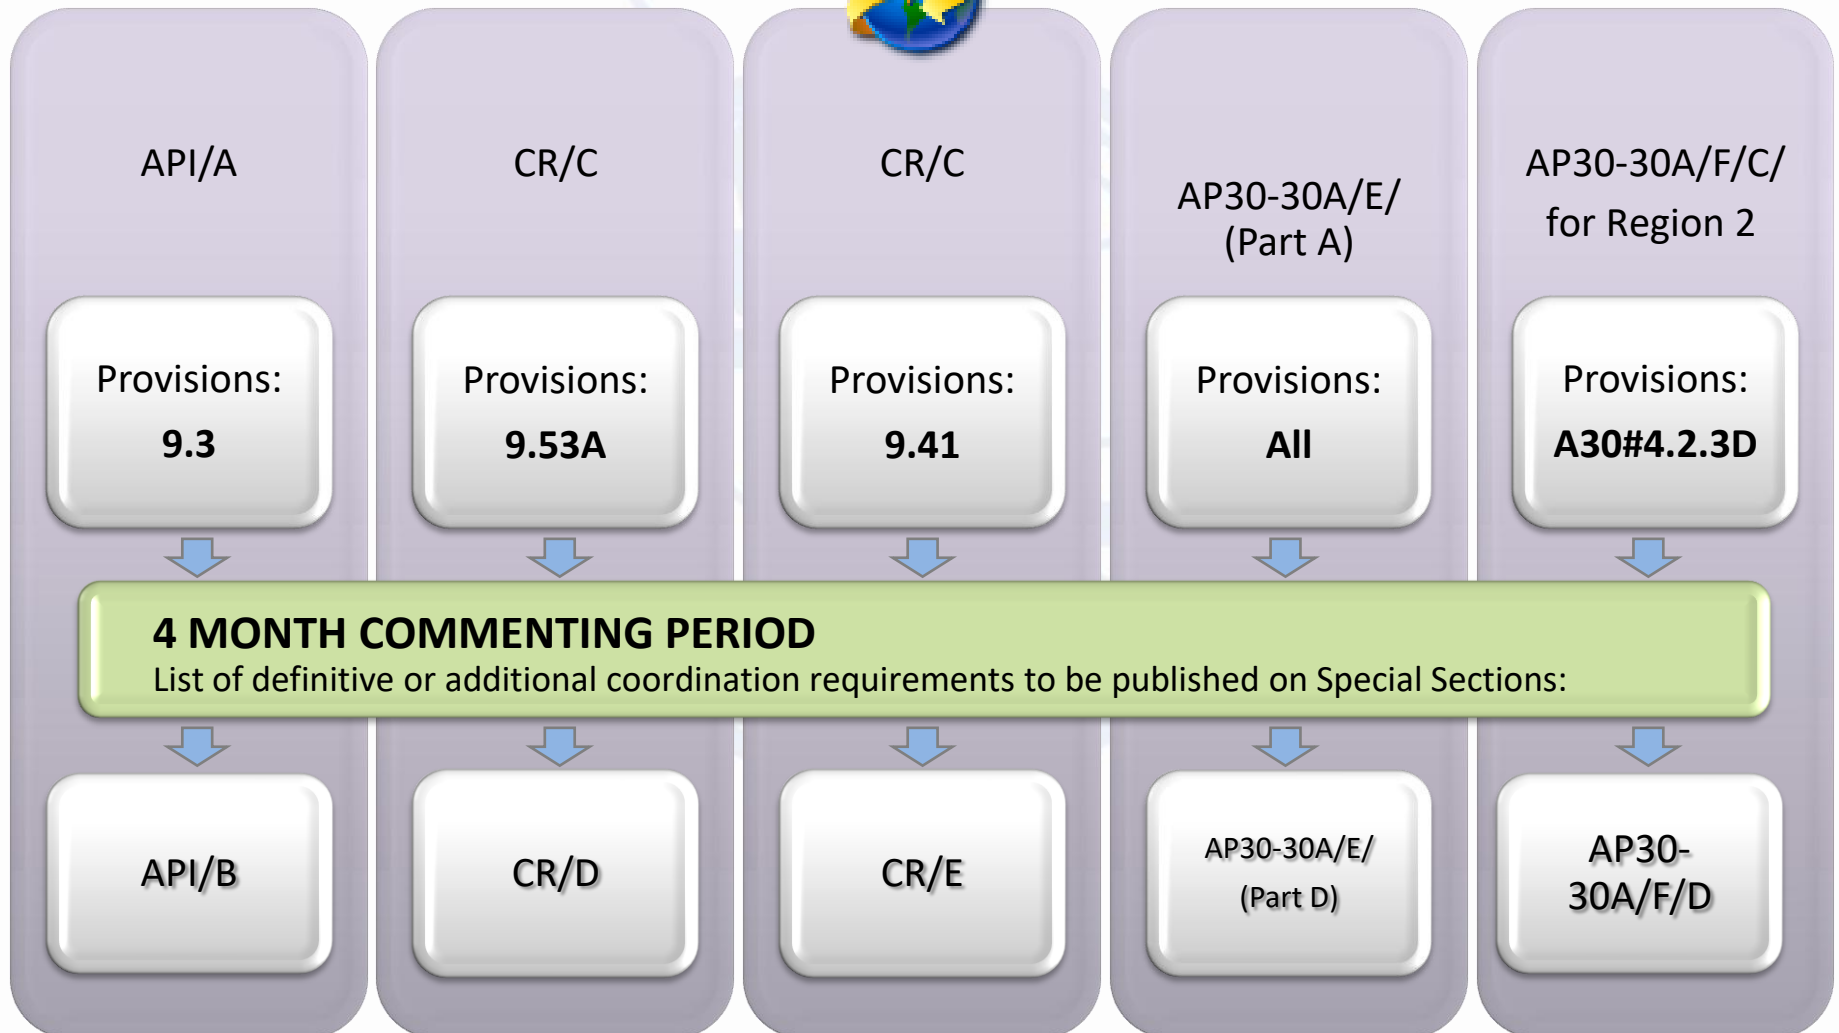 API/A
Provisions:
9.3
CR/C
Provisions:
9.53A
CR/C
Provisions:
9.41
AP30-30A/E/
(Part A)
Provisions:
All
AP30-30A/F/C/
for Region 2
Provisions:
A30#4.2.3D
4 MONTH COMMENTING PERIOD
List of definitive or additional coordination requirements to be published on Special Sections:
API/B
CR/D
CR/E
AP30-30A/E/
(Part D)
AP30-
30A/F/D